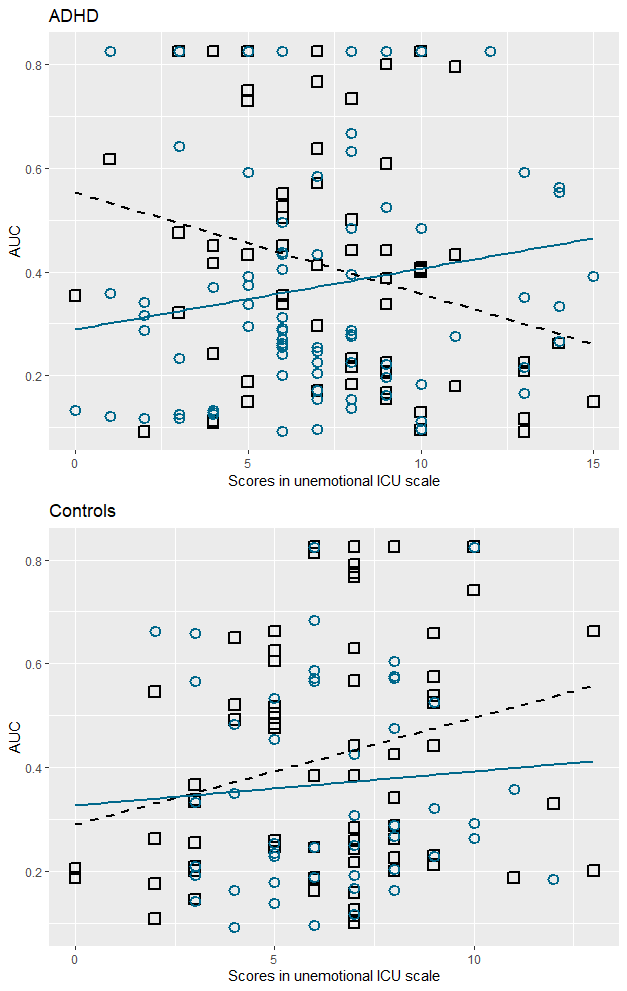 ADHD
0.8
0.6
0.4
0.2
AUC
0 5 10 15
Scores in unemotional ICU scale
Controls
0.8
0.6
0.4
0.2
AUC
0 5 10
Scores in unemotional ICU scale